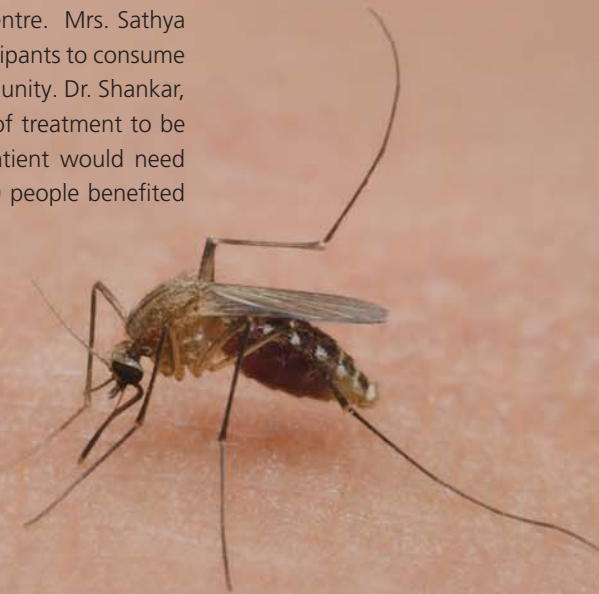 entre. Mrs. Sathya
ipants to consume
unity. Dr. Shankar,
of treatment to be
tient would need
people benefited